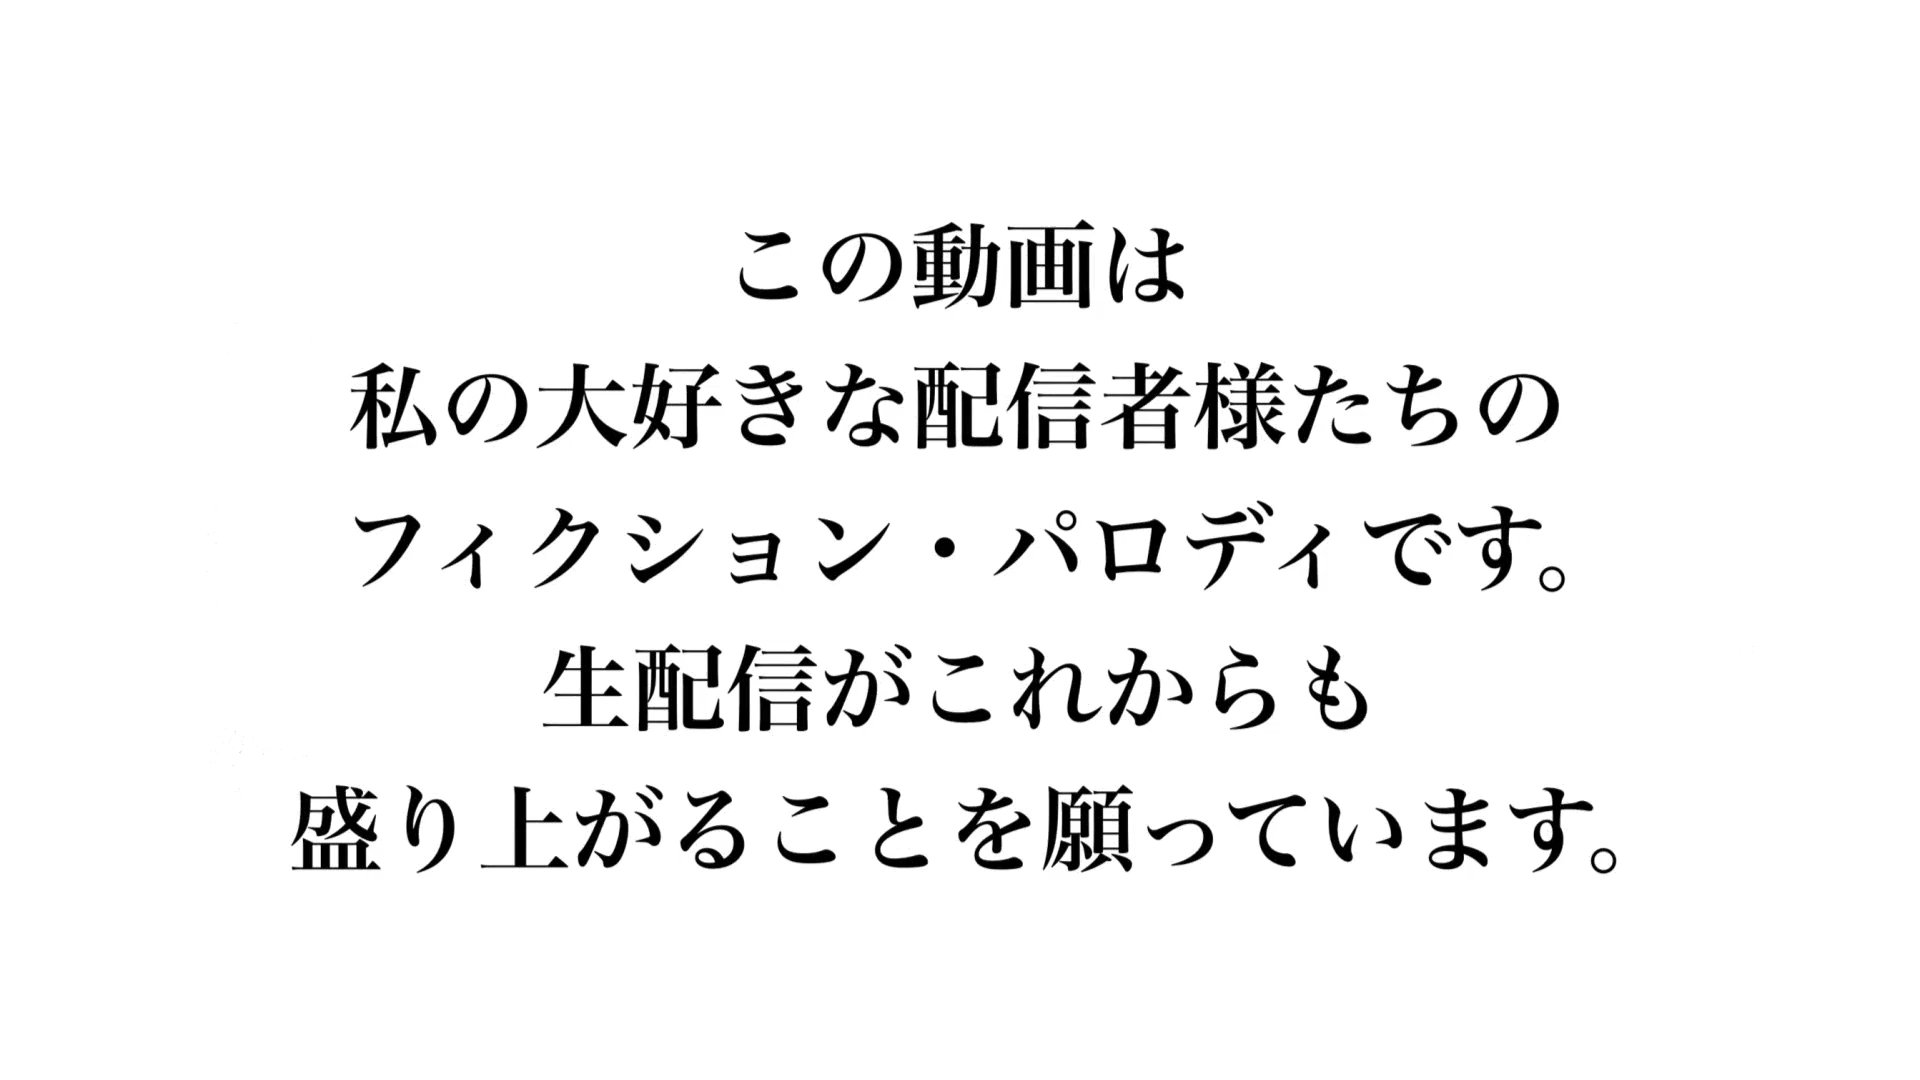 この動画は
私の大好きな配信者様たちの
フィクション・パロディです。
生配信がこれからも
盛り上がることを願っています。